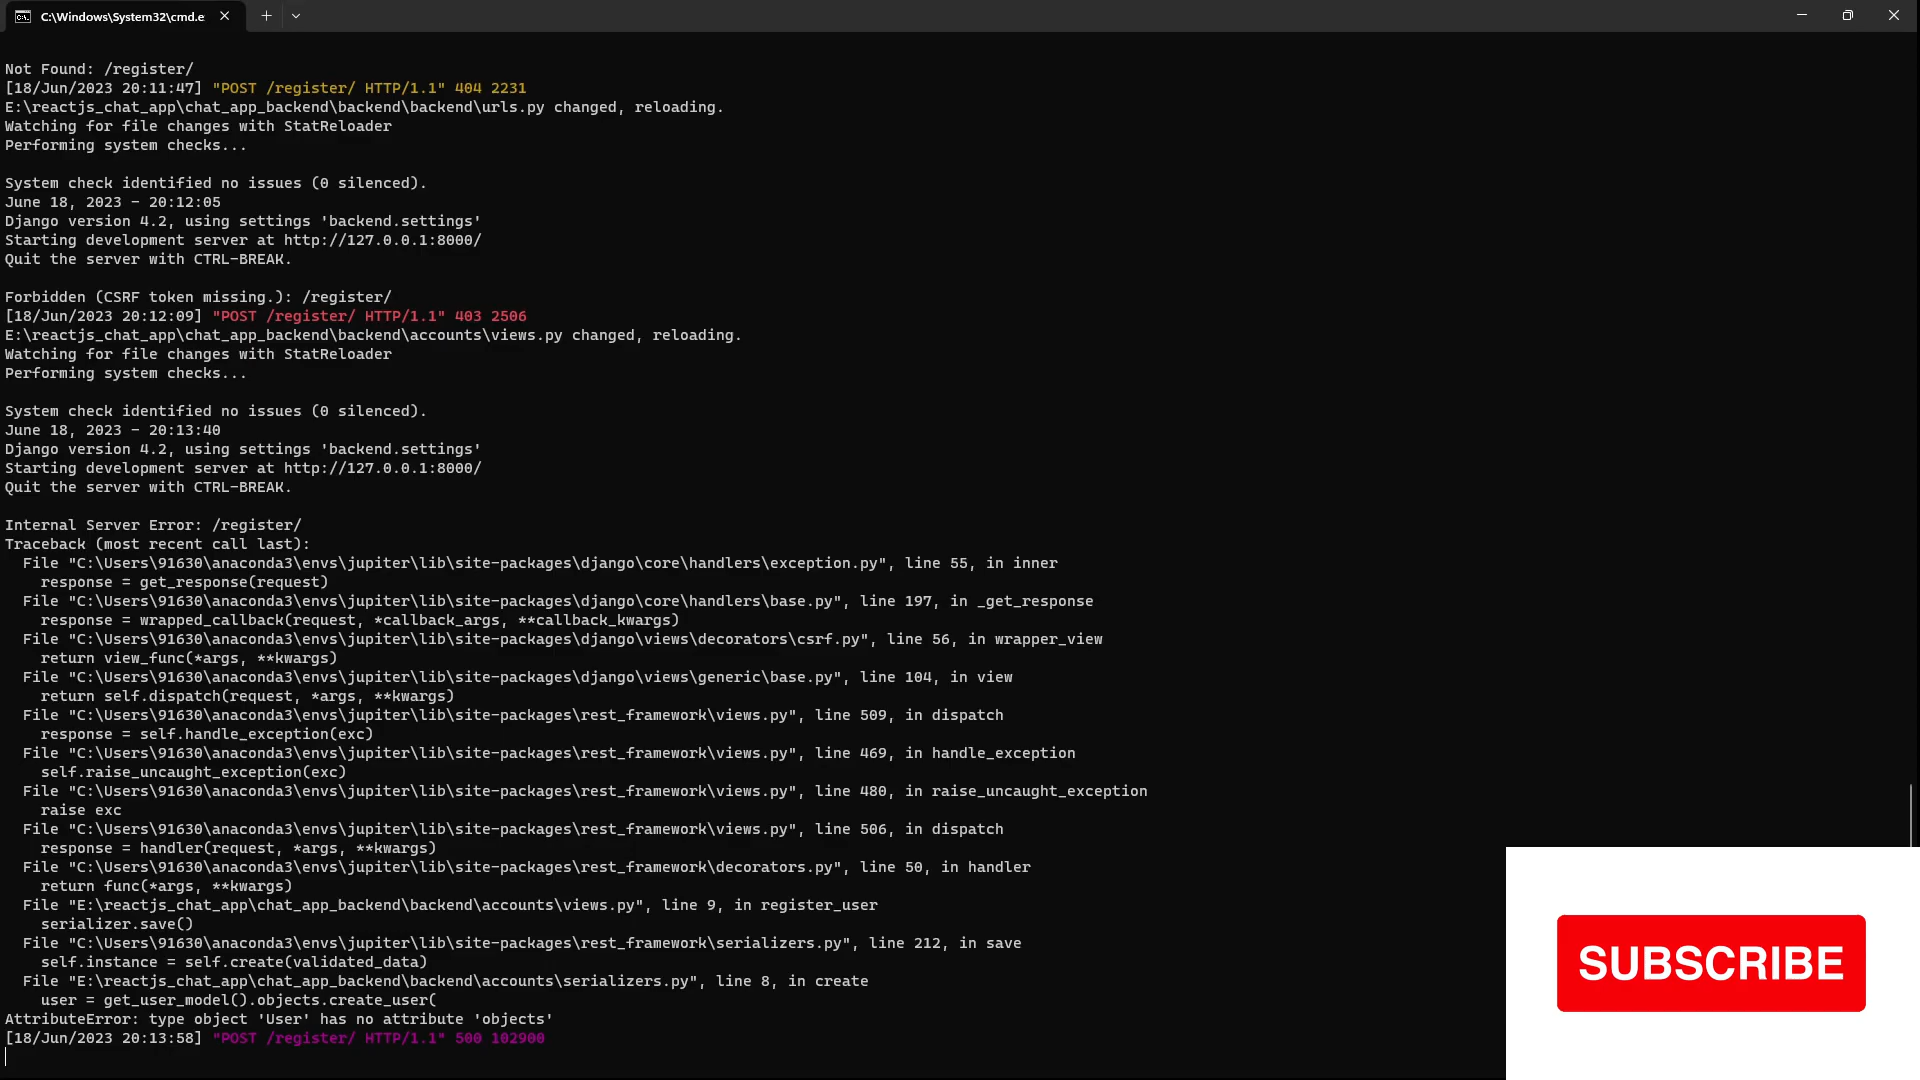 C:\Windows\System32\cmd.e
Not Found: /register/
[18/Jun/2023 20:11:47] "POST /register/ HTTP/1.1" 404 2231
E:\reactjs_chat_app\chat_app_backend\backend\backend\urls.py changed, reloading.
Watching for file changes with StatReloader
Performing system checks...
System check identified no issues (0 silenced).
June 18, 2023 - 20:12:05
Django version 4.2, using settings 'backend.settings'
Starting development server at http://127.0.0.1:8000/
Quit the server with CTRL-BREAK.
Forbidden (CSRF token missing.): /register/
[18/Jun/2023 20:12:09] "POST /register/ HTTP/1.1" 403 2506
E:\reactjs_chat_app\chat_app_backend\backend\accounts\views.py changed, reloading.
Watching for file changes with StatReloader
Performing system checks...
System check identified no issues (0 silenced).
June 18, 2023 - 20:13:40
Django version 4.2, using settings 'backend.settings'
Starting development server at http://127.0.0.1:8000/
Quit the server with CTRL-BREAK.
Internal Server Error: /register/
Traceback (most recent call last):
  File "C:\Users\91630\anaconda3\envs\jupiter\lib\site-packages\django\core\handlers\exception.py", line 55, in inner
    response = get_response(request)
  File "C:\Users\91630\anaconda3\envs\jupiter\lib\site-packages\django\core\handlers\base.py", line 197, in _get_response
    response = wrapped_callback(request, *callback_args, **callback_kwargs)
  File "C:\Users\91630\anaconda3\envs\jupiter\lib\site-packages\django\views\decorators\csrf.py", line 56, in wrapper_view
    return view_func(*args, **kwargs)
  File "C:\Users\91630\anaconda3\envs\jupiter\lib\site-packages\django\views\generic\base.py", line 104, in view
    return self.dispatch(request, *args, **kwargs)
  File "C:\Users\91630\anaconda3\envs\jupiter\lib\site-packages\rest_framework\views.py", line 509, in dispatch
    response = self.handle_exception(exc)
  File "C:\Users\91630\anaconda3\envs\jupiter\lib\site-packages\rest_framework\views.py", line 469, in handle_exception
    self.raise_uncaught_exception(exc)
  File "C:\Users\91630\anaconda3\envs\jupiter\lib\site-packages\rest_framework\views.py", line 480, in raise_uncaught_exception
    raise exc
  File "C:\Users\91630\anaconda3\envs\jupiter\lib\site-packages\rest_framework\views.py", line 506, in dispatch
    response = handler(request, *args, **kwargs)
  File "C:\Users\91630\anaconda3\envs\jupiter\lib\site-packages\rest_framework\decorators.py", line 50, in handler
    return func(*args, **kwargs)
  File "E:\reactjs_chat_app\chat_app_backend\backend\accounts\views.py", line 9, in register_user
    serializer.save()
  File "C:\Users\91630\anaconda3\envs\jupiter\lib\site-packages\rest_framework\serializers.py", line 212, in save
    self.instance = self.create(validated_data)
  File "E:\reactjs_chat_app\chat_app_backend\backend\accounts\serializers.py", line 8, in create
    user = get_user_model().objects.create_user(
AttributeError: type object 'User' has no attribute 'objects'
[18/Jun/2023 20:13:58] "POST /register/ HTTP/1.1" 500 102900
SUBSCRIBE